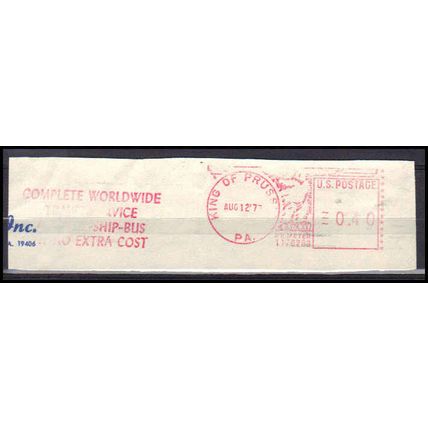 COMPLETE WORLDWIDE
SERVICE
SHIP-BUS
NO EXTRA COST
Inc.
A. 19406
KING OF PRUSS
AUG 12 '7
PA.
U.S. POSTAGE
0.40